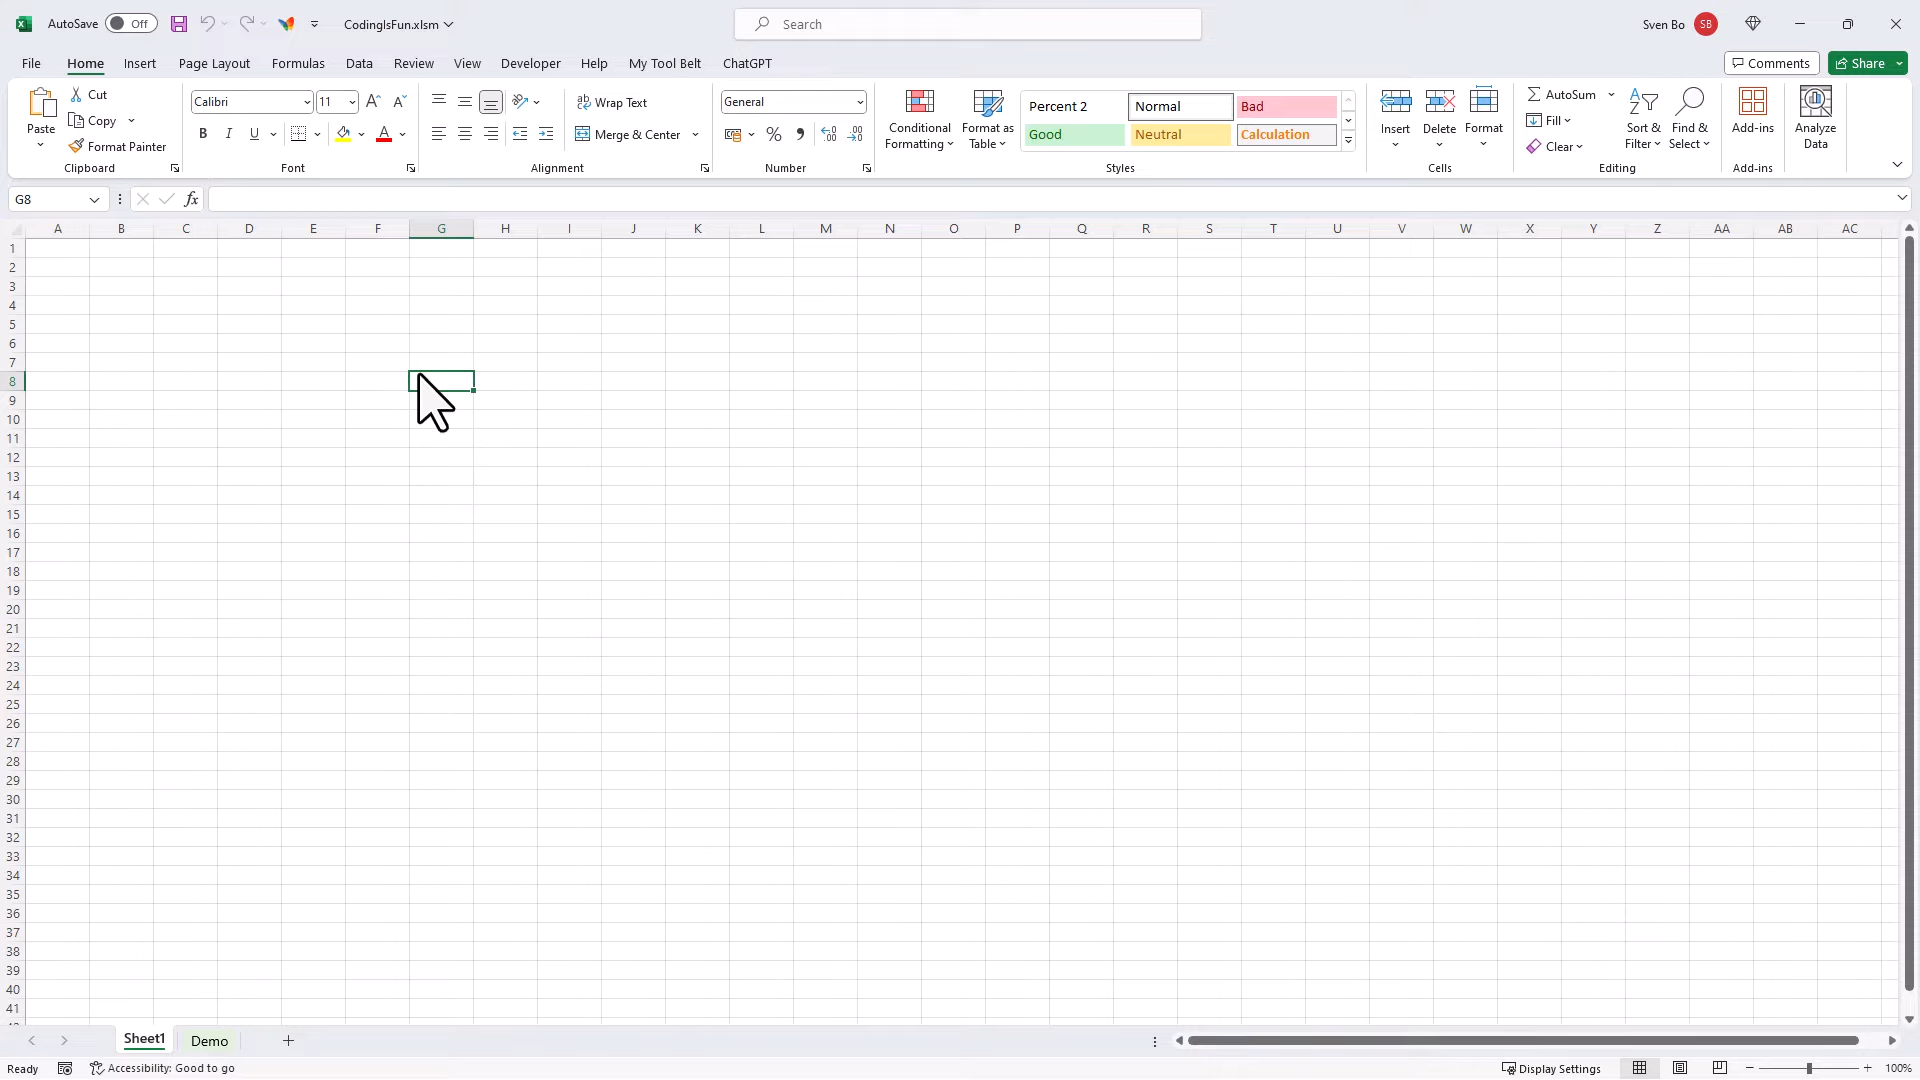 AutoSave Off CodingIsFun.xlsm Search Sven Bo SB
File Home Insert Page Layout Formulas Data Review View Developer Help My Tool Belt ChatGPT Comments Share
Cut
Copy
Format Painter
Paste
Clipboard
Calibri 11
B I U A
Font
Wrap Text
Merge & Center
Alignment
General
Number
Conditional Formatting
Format as Table
Percent 2 Normal Bad
Good Neutral Calculation
Styles
Insert Delete Format
Cells
AutoSum
Fill
Clear
Sort & Filter
Find & Select
Editing
Add-ins
Add-ins
Analyze Data
G8 fx
A B C D E F G H I J K L M N O P Q R S T U V W X Y Z AA AB AC
1
2
3
4
5
6
7
8
9
10
11
12
13
14
15
16
17
18
19
20
21
22
23
24
25
26
27
28
29
30
31
32
33
34
35
36
37
38
39
40
41
Sheet1 Demo
Ready Accessibility: Good to go Display Settings 100%